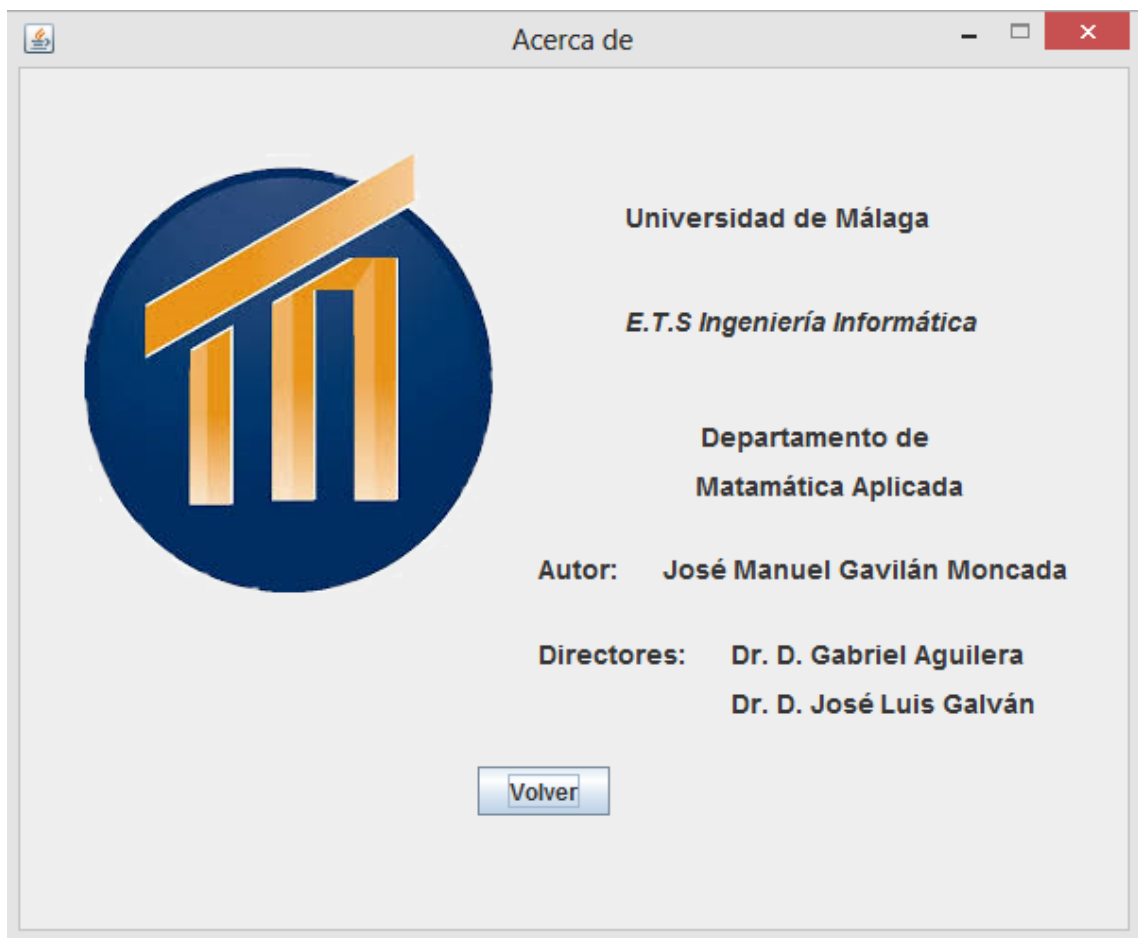 Acerca de
Universidad de Málaga
E.T.S Ingeniería Informática
Departamento de
Matamática Aplicada
Autor: José Manuel Gavilán Moncada
Directores: Dr. D. Gabriel Aguilera
Dr. D. José Luis Galván
Volver